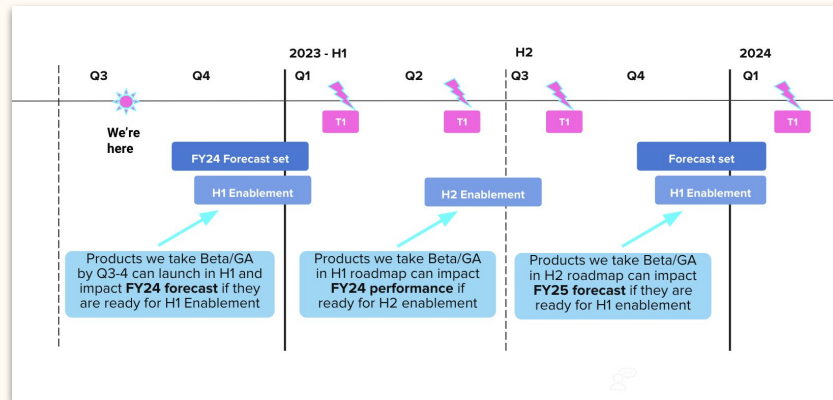 2023 - H1
H2
2024
Q3
Q4
Q1
Q2
Q3
Q4
Q1
We're
here
T1
T1
T1
T1
FY24 Forecast set
Forecast set
H1 Enablement
H2 Enablement
H1 Enablement
Products we take Beta/GA
by Q3-4 can launch in H1 and
impact FY24 forecast if they
are ready for H1 Enablement
Products we take Beta/GA
in H1 roadmap can impact
FY24 performance if
ready for H2 enablement
Products we take Beta/GA
in H2 roadmap can impact
FY25 forecast if they are
ready for H1 enablement